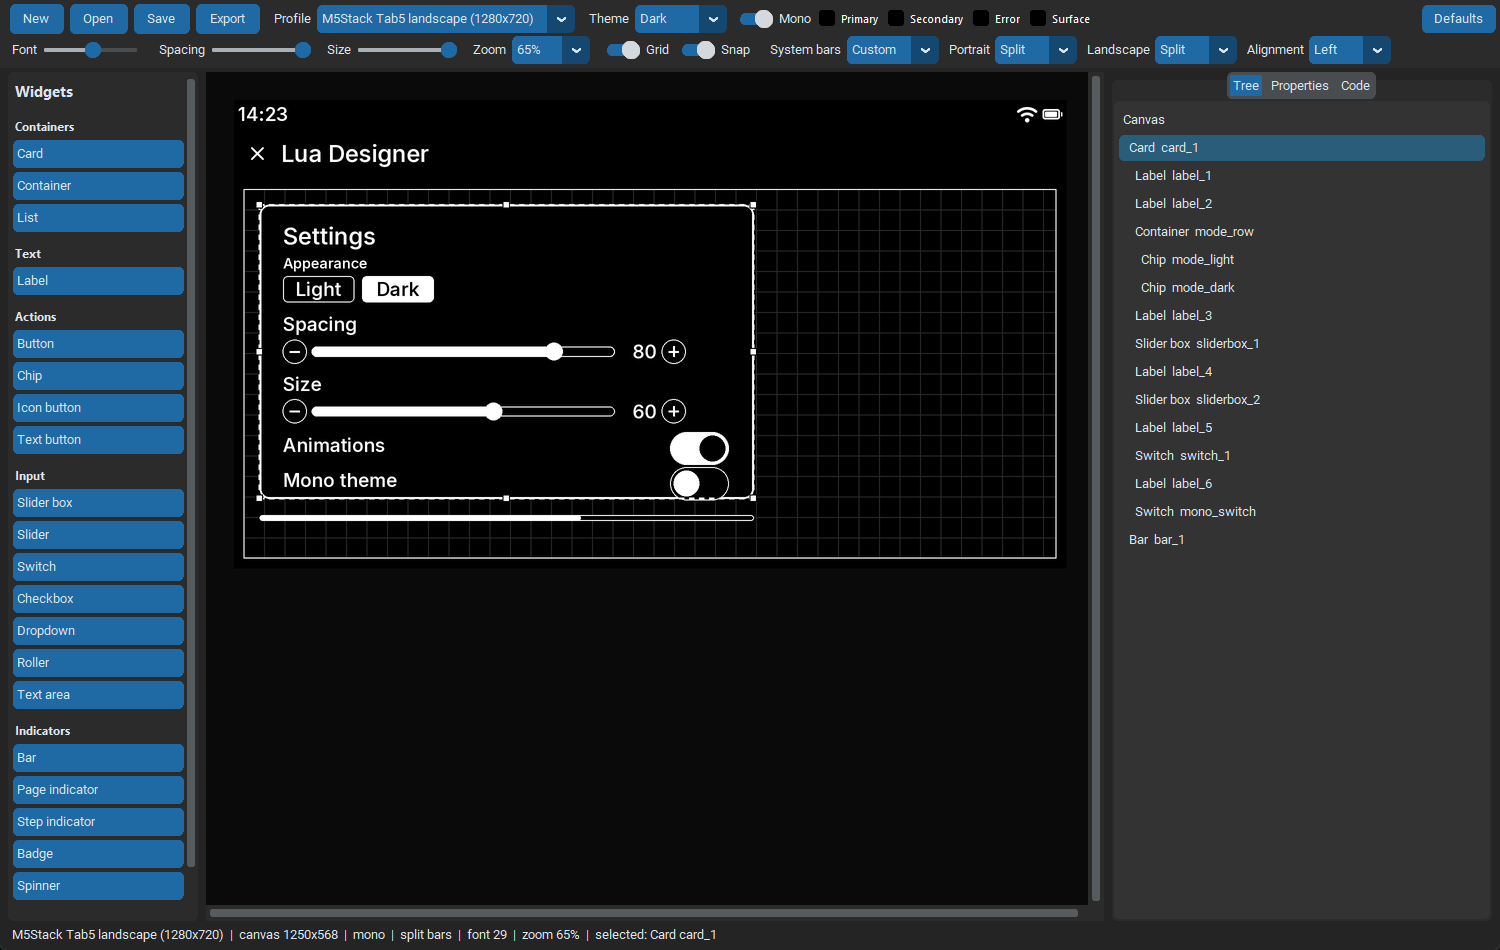 New Open Save Export Profile M5Stack Tab5 landscape (1280x720) Theme Dark Mono Primary Secondary Error Surface Defaults
Font Spacing Size Zoom 65% Grid Snap System bars Custom Portrait Split Landscape Split Alignment Left
Widgets
Containers
Card
Container
List
Text
Label
Actions
Button
Chip
Icon button
Text button
Input
Slider box
Slider
Switch
Checkbox
Dropdown
Roller
Text area
Indicators
Bar
Page indicator
Step indicator
Badge
Spinner
14:23
Lua Designer
Settings
Appearance
Light Dark
Spacing
80
Size
60
Animations
Mono theme
Tree Properties Code
Canvas
Card card_1
Label label_1
Label label_2
Container mode_row
Chip mode_light
Chip mode_dark
Label label_3
Slider box sliderbox_1
Label label_4
Slider box sliderbox_2
Label label_5
Switch switch_1
Label label_6
Switch mono_switch
Bar bar_1
M5Stack Tab5 landscape (1280x720) | canvas 1250x568 | mono | split bars | font 29 | zoom 65% | selected: Card card_1